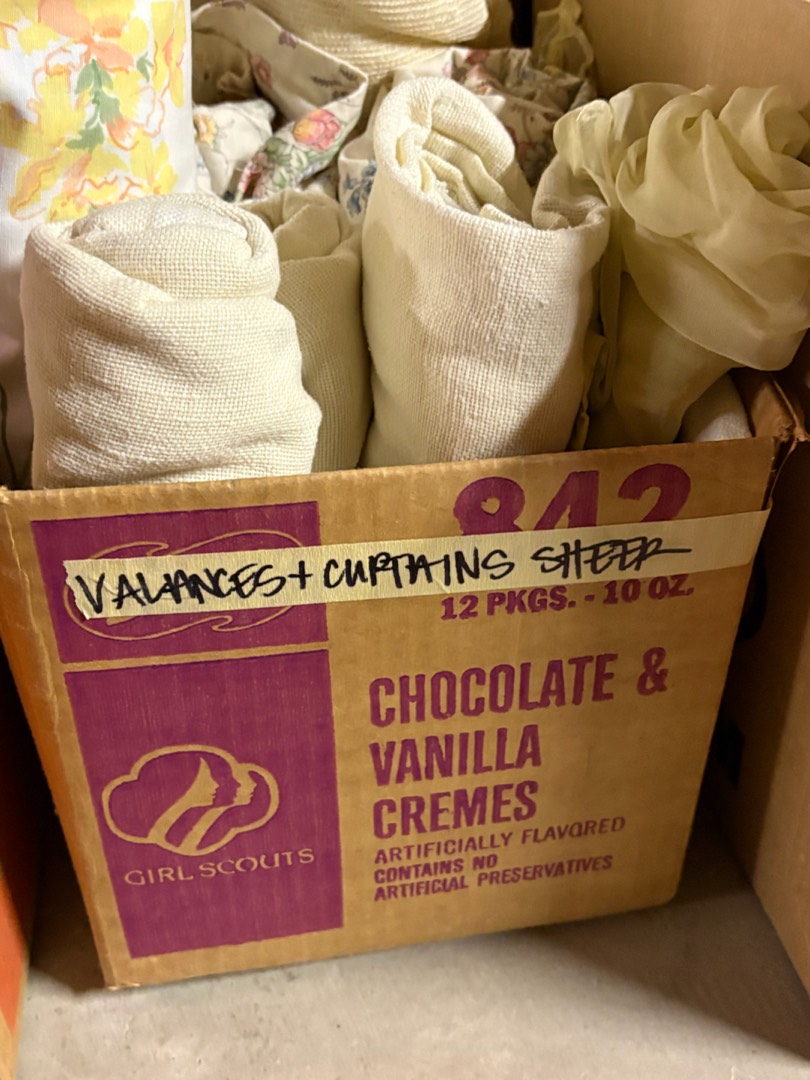 842
VALANCES + CURTAINS SHEER
12 PKGS. - 10 OZ.
CHOCOLATE &
VANILLA
CREMES
ARTIFICIALLY FLAVORED
CONTAINS NO
ARTIFICIAL PRESERVATIVES
GIRL SCOUTS